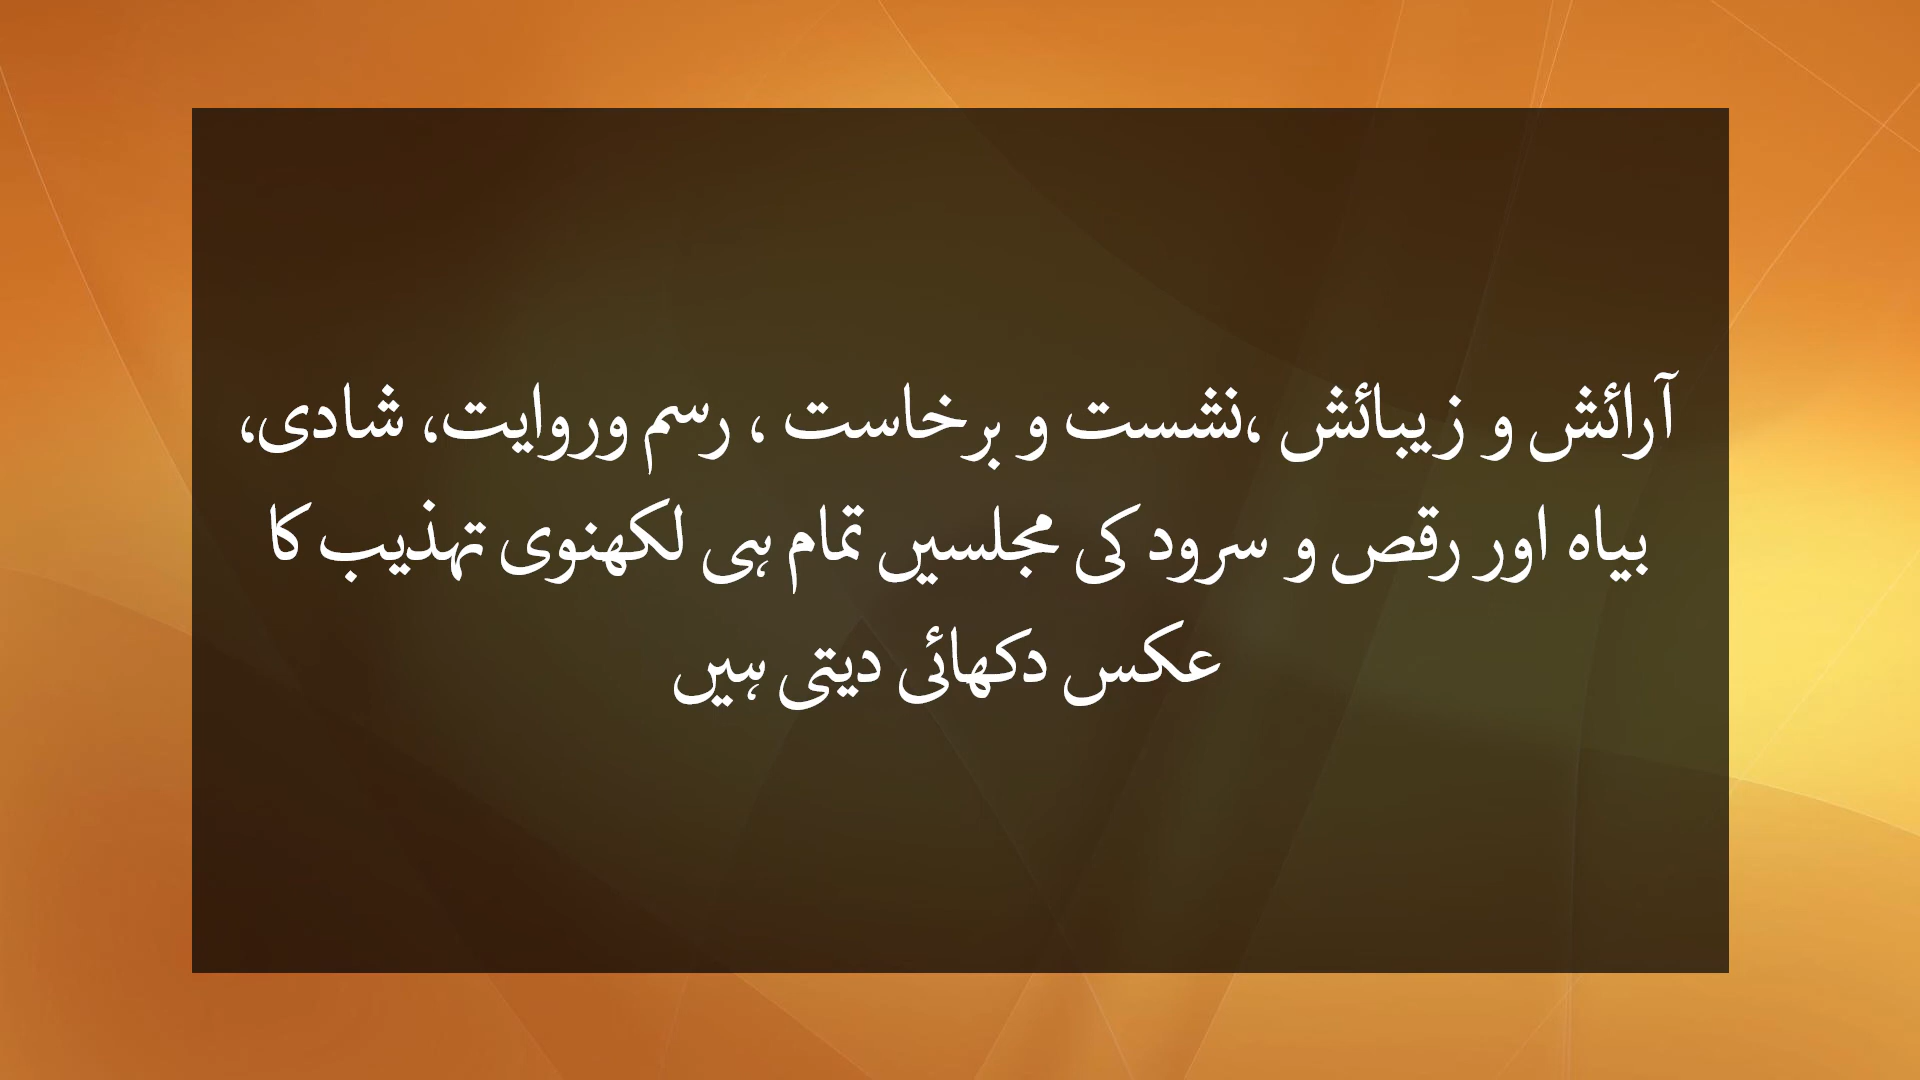 آرائش و زیبائش ،نشست و برخاست ، رسم وروایت، شادی،
بیاہ اور رقص و سرود کی مجلسیں تمام ہی لکھنوی تہذیب کا
عکس دکھائی دیتی ہیں